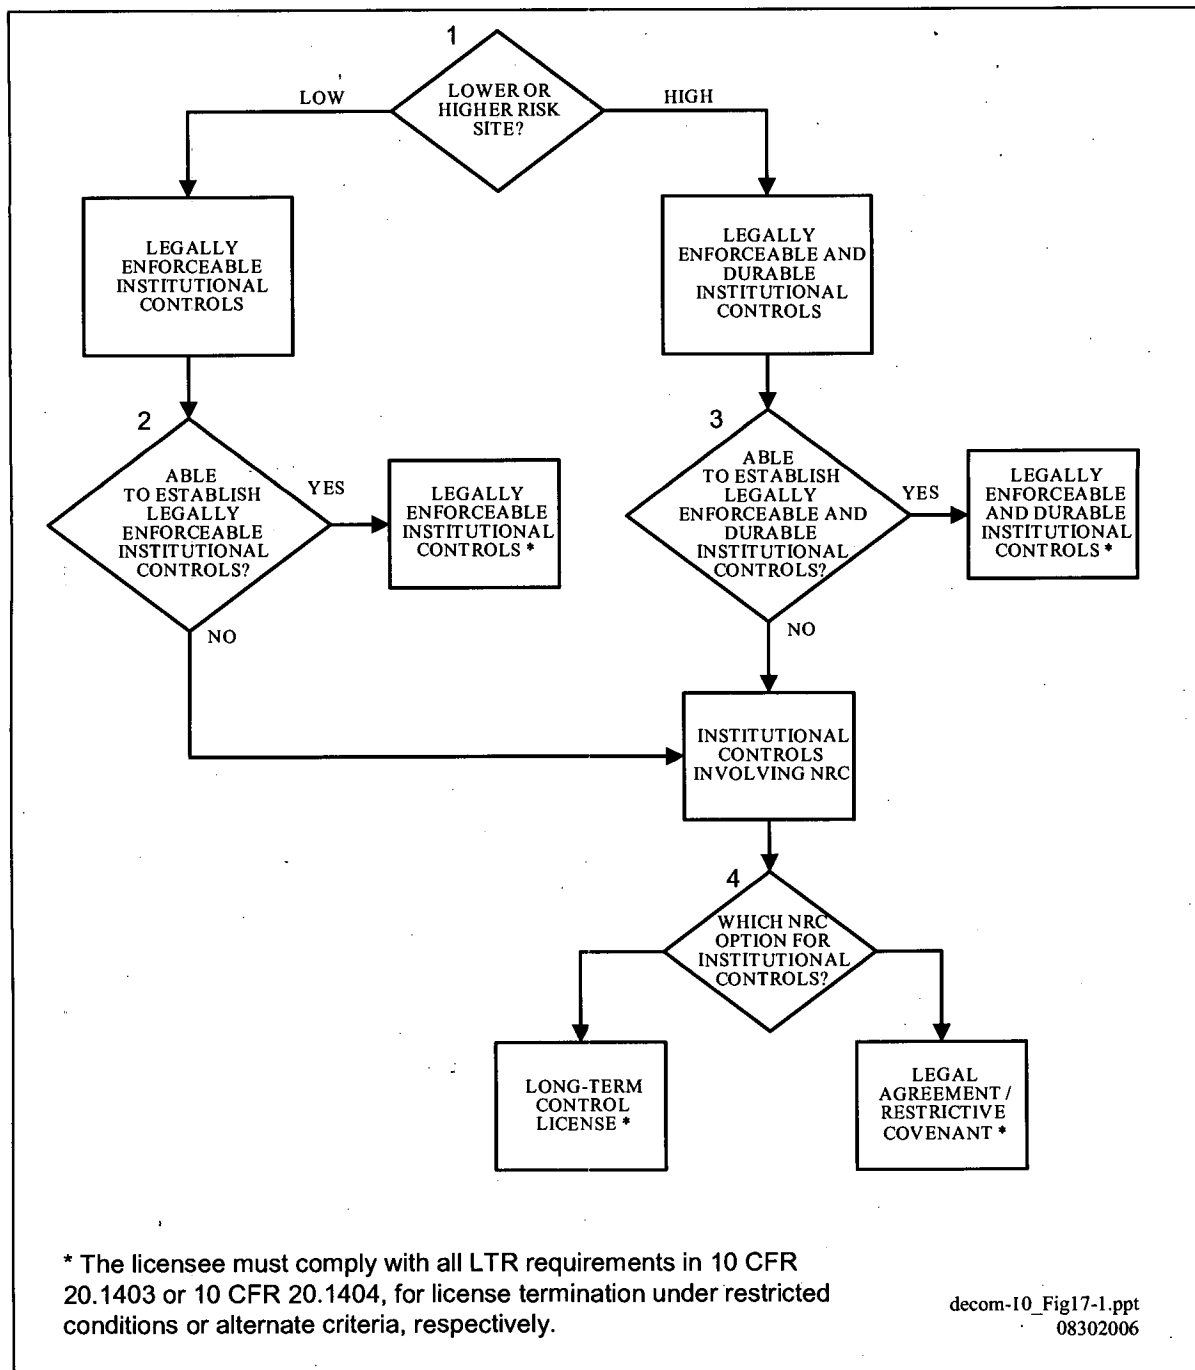 1
LOWER OR
HIGHER RISK
SITE?
LOW
HIGH
LEGALLY
ENFORCEABLE
INSTITUTIONAL
CONTROLS
LEGALLY
ENFORCEABLE AND
DURABLE
INSTITUTIONAL
CONTROLS
2
ABLE
TO ESTABLISH
LEGALLY
ENFORCEABLE
INSTITUTIONAL
CONTROLS?
YES
LEGALLY
ENFORCEABLE
INSTITUTIONAL
CONTROLS *
NO
3
ABLE
TO ESTABLISH
LEGALLY
ENFORCEABLE AND
DURABLE
INSTITUTIONAL
CONTROLS?
YES
LEGALLY
ENFORCEABLE
AND DURABLE
INSTITUTIONAL
CONTROLS *
NO
INSTITUTIONAL
CONTROLS
INVOLVING NRC
4
WHICH NRC
OPTION FOR
INSTITUTIONAL
CONTROLS?
LONG-TERM
CONTROL
LICENSE *
LEGAL
AGREEMENT /
RESTRICTIVE
COVENANT *
* The licensee must comply with all LTR requirements in 10 CFR
20.1403 or 10 CFR 20.1404, for license termination under restricted
conditions or alternate criteria, respectively.
decom-10_Fig17-1.ppt
08302006